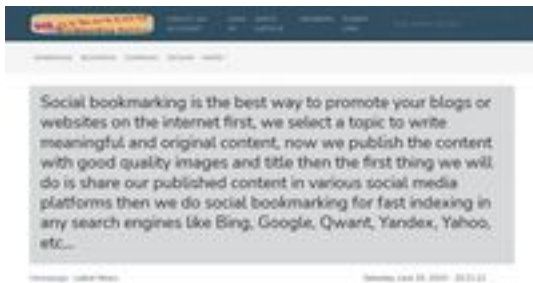 Social bookmarking is the best way to promote your blogs or
websites on the internet first, we select a topic to write
meaningful and original content, now we publish the content
with good quality images and title then the first thing we will
do is share our published content in various social media
platforms then we do social bookmarking for fast indexing in
any search engines like Bing, Google, Qwant, Yandex, Yahoo,
etc...